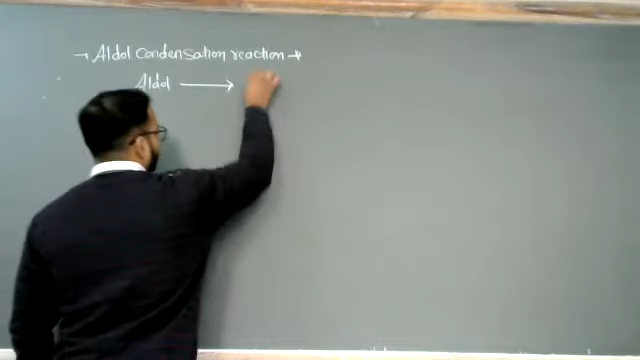 → Aldol Condensation reaction →
Aldol →